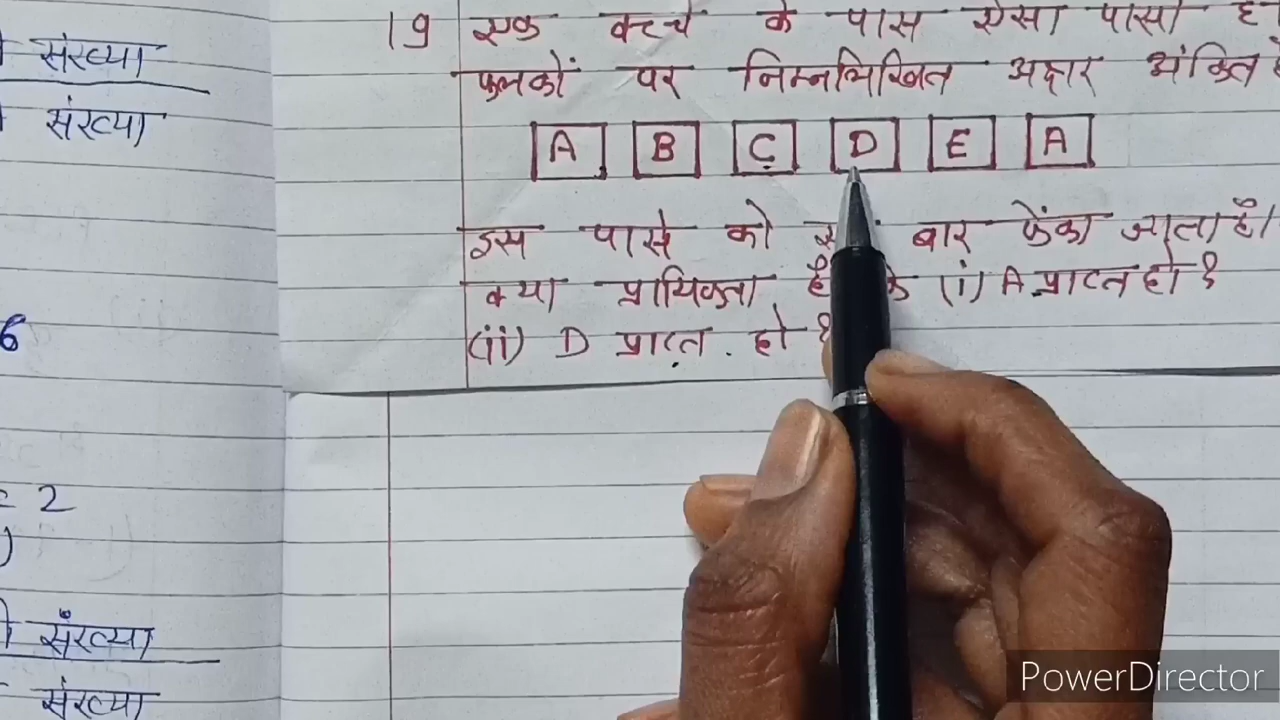 संख्या
संख्या
19 एक बच्चे के पास ऐसा पासा
फलकों पर निम्नलिखित अक्षर अंकित
A B C D E A
इस पासे को बार फेंका जाता है।
क्या प्रायिकता है (i) A प्राप्त हो ?
(ii) D प्राप्त . हो ?
6
2
)
संख्या
संख्या
PowerDirector